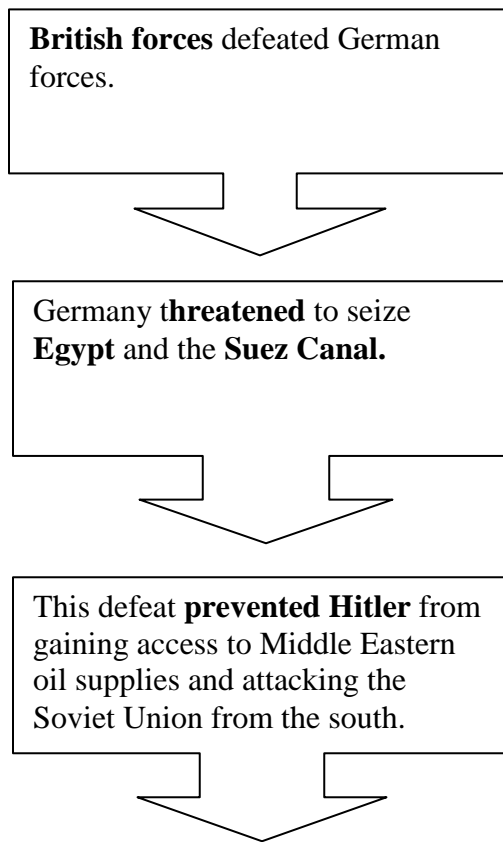 British forces defeated German
forces.
Germany threatened to seize
Egypt and the Suez Canal.
This defeat prevented Hitler from
gaining access to Middle Eastern
oil supplies and attacking the
Soviet Union from the south.